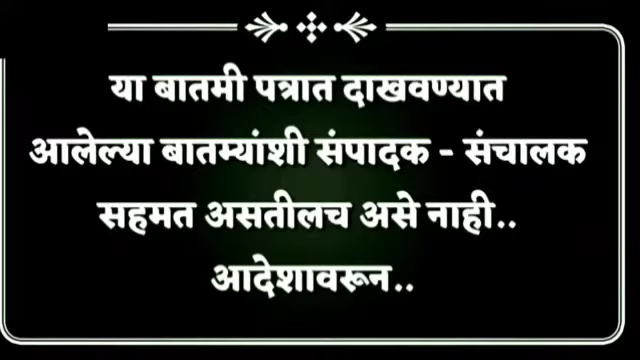 या बातमी पत्रात दाखवण्यात
आलेल्या बातम्यांशी संपादक - संचालक
सहमत असतीलच असे नाही..
आदेशावरून..